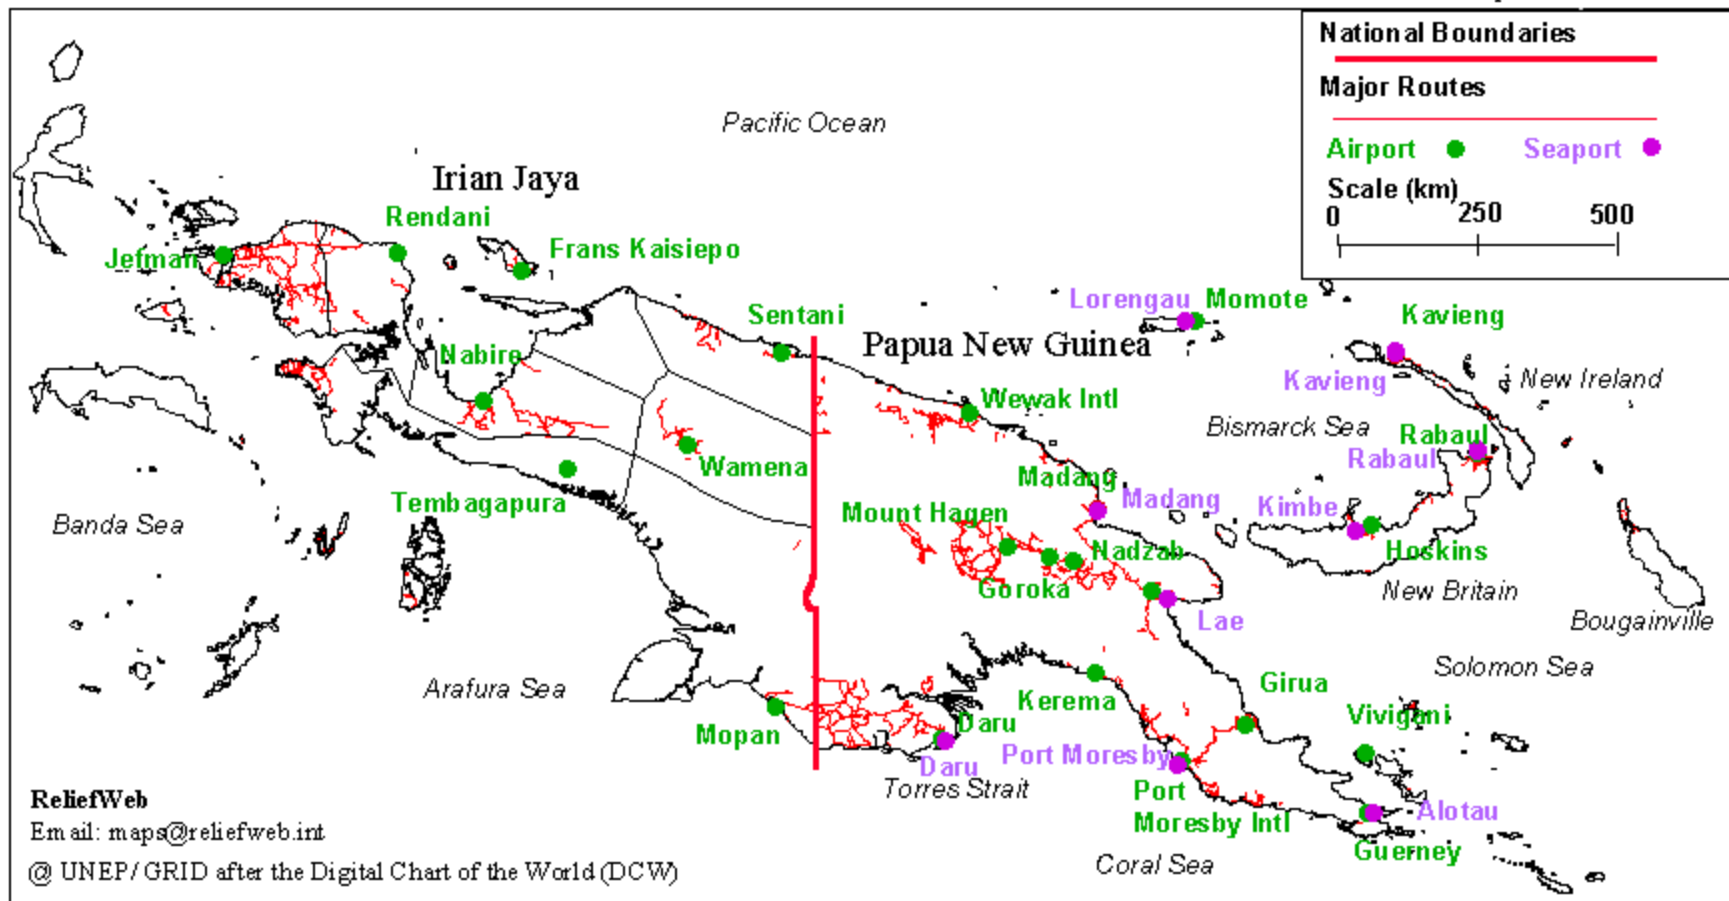 National Boundaries
Major Routes
Airport
Seaport
Scale (km)
0 250 500
Pacific Ocean
Irian Jaya
Rendani
Jefman
Frans Kaisiepo
Sentani
Lorengau
Momote
Kavieng
Papua New Guinea
Nabire
Kavieng
New Ireland
Wewak Intl
Bismarck Sea
Rabaul
Rabaul
Wamena
Madang
Madang
Tembagapura
Mount Hagen
Kimbe
Banda Sea
Nadzab
Hoskins
Goroka
New Britain
Lae
Bougainville
Solomon Sea
Arafura Sea
Kerema
Girua
Vivigani
Mopan
Daru
Daru
Port Moresby
Torres Strait
Port
Moresby Intl
Alotau
Guerney
Coral Sea
ReliefWeb
Email: maps@reliefweb.int
@ UNEP/GRID after the Digital Chart of the World (DCW)